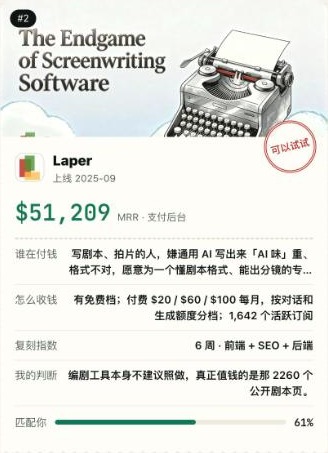 #2
The Endgame
of Screenwriting
Software
可以试试
Laper
上线 2025-09
$51,209 MRR · 支付后台
谁在付钱 写剧本、拍片的人，嫌通用 AI 写出来「AI 味」重、
格式不对，愿意为一个懂剧本格式、能出分镜的专...
怎么收钱 有免费档；付费 $20 / $60 / $100 每月，按对话和
生成额度分档；1,642 个活跃订阅
复刻指数 6 周 · 前端 + SEO + 后端
我的判断 编剧工具本身不建议照做，真正值钱的是那 2260 个
公开剧本页。
匹配你 61%